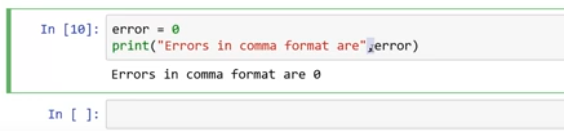 In [10]: error = 0
print("Errors in comma format are",error)
Errors in comma format are 0
In [ ]: